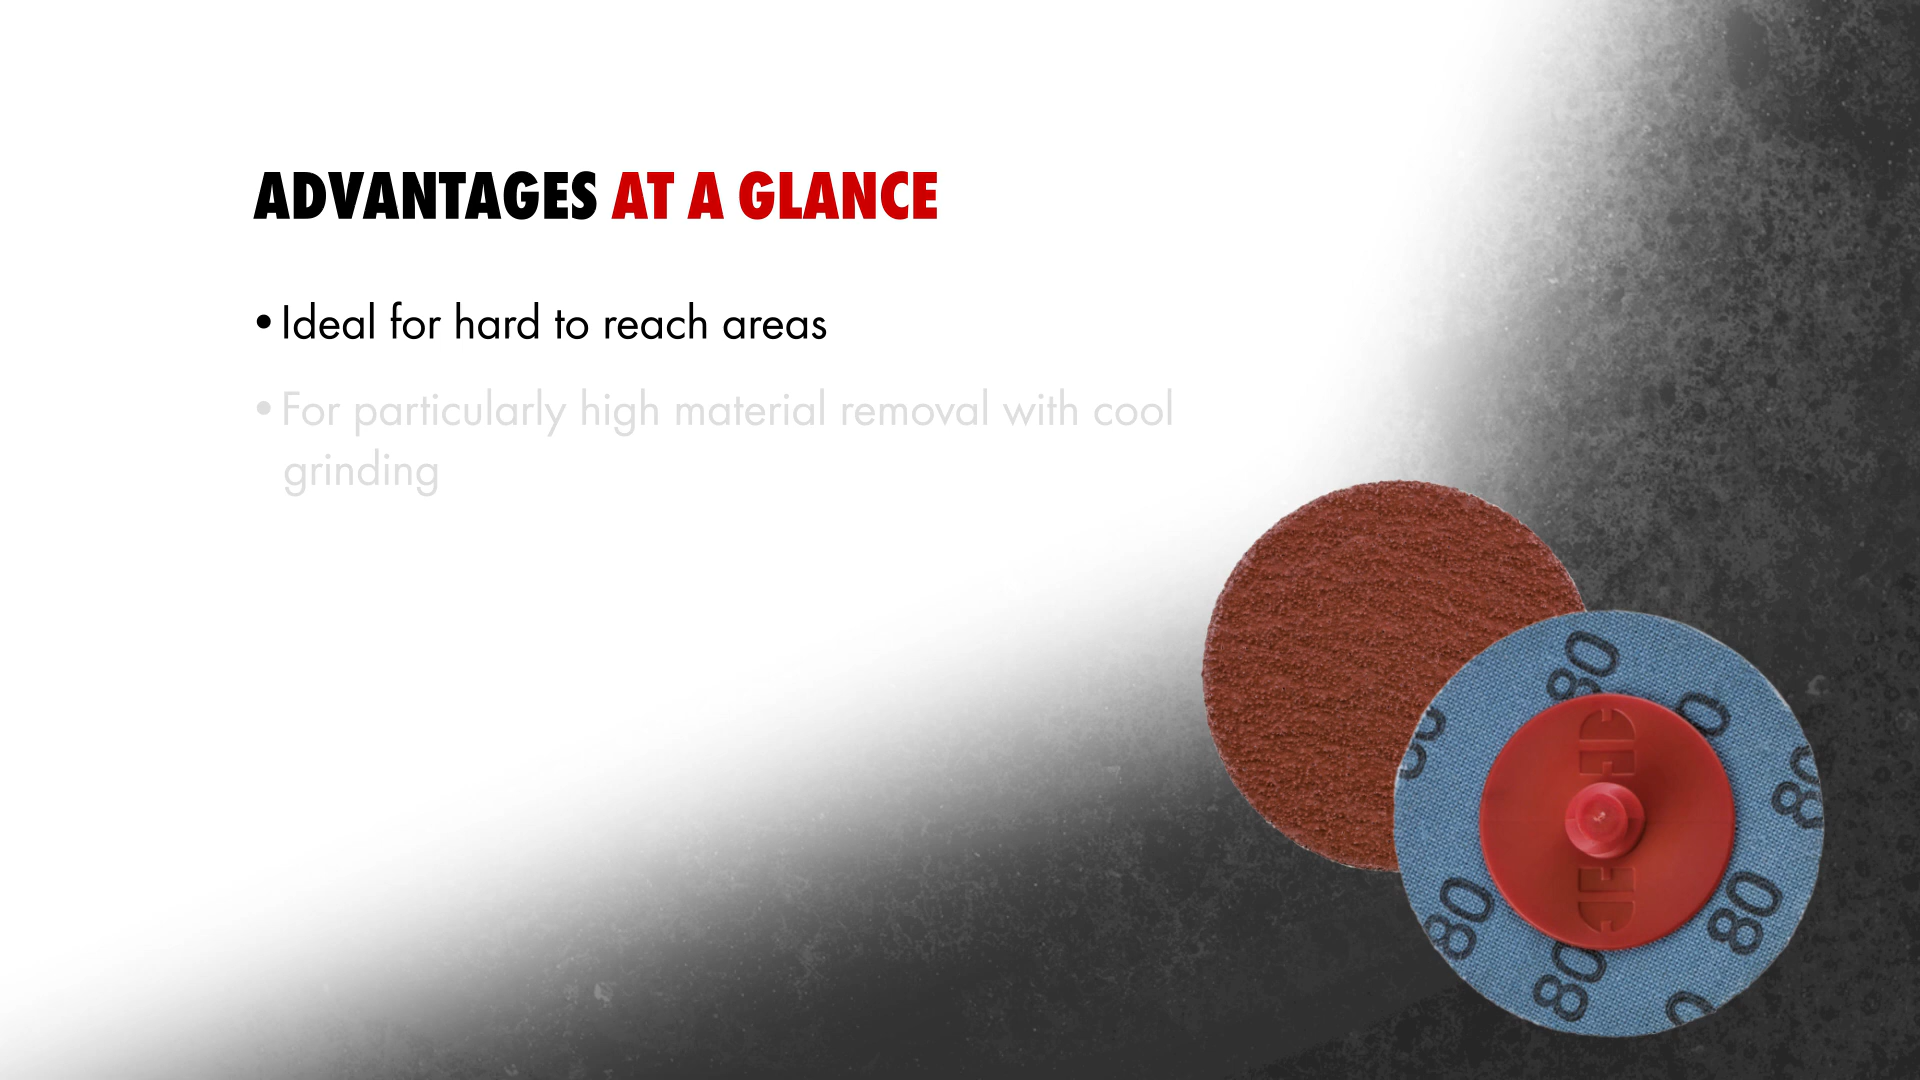 ADVANTAGES AT A GLANCE
•Ideal for hard to reach areas
•For particularly high material removal with cool
grinding
80
80
80
80
80